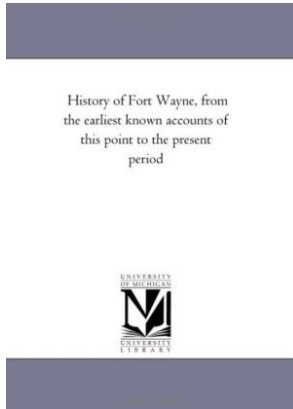 History of Fort Wayne, from
the earliest known accounts of
this point to the present
period
UNIVERSITY
OF MICHIGAN
UNIVERSITY
LIBRARY